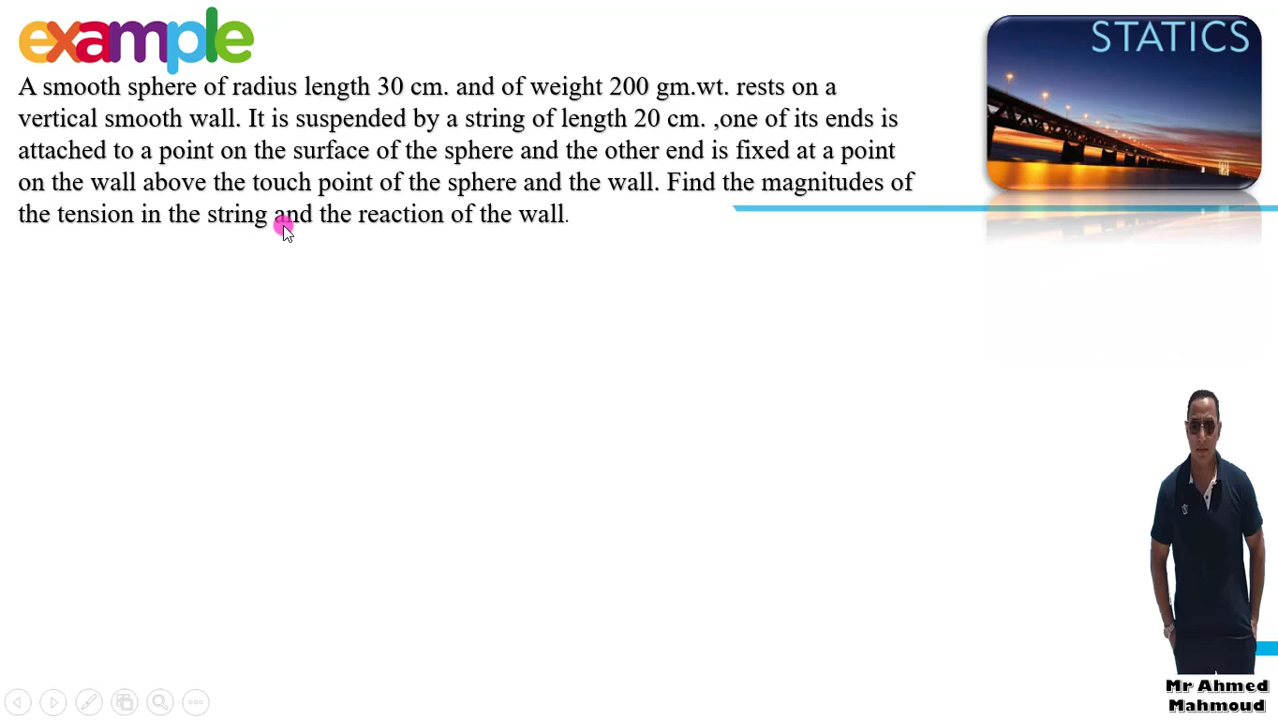 example
STATICS
A smooth sphere of radius length 30 cm. and of weight 200 gm.wt. rests on a
vertical smooth wall. It is suspended by a string of length 20 cm. ,one of its ends is
attached to a point on the surface of the sphere and the other end is fixed at a point
on the wall above the touch point of the sphere and the wall. Find the magnitudes of
the tension in the string and the reaction of the wall.
Mr Ahmed
Mahmoud